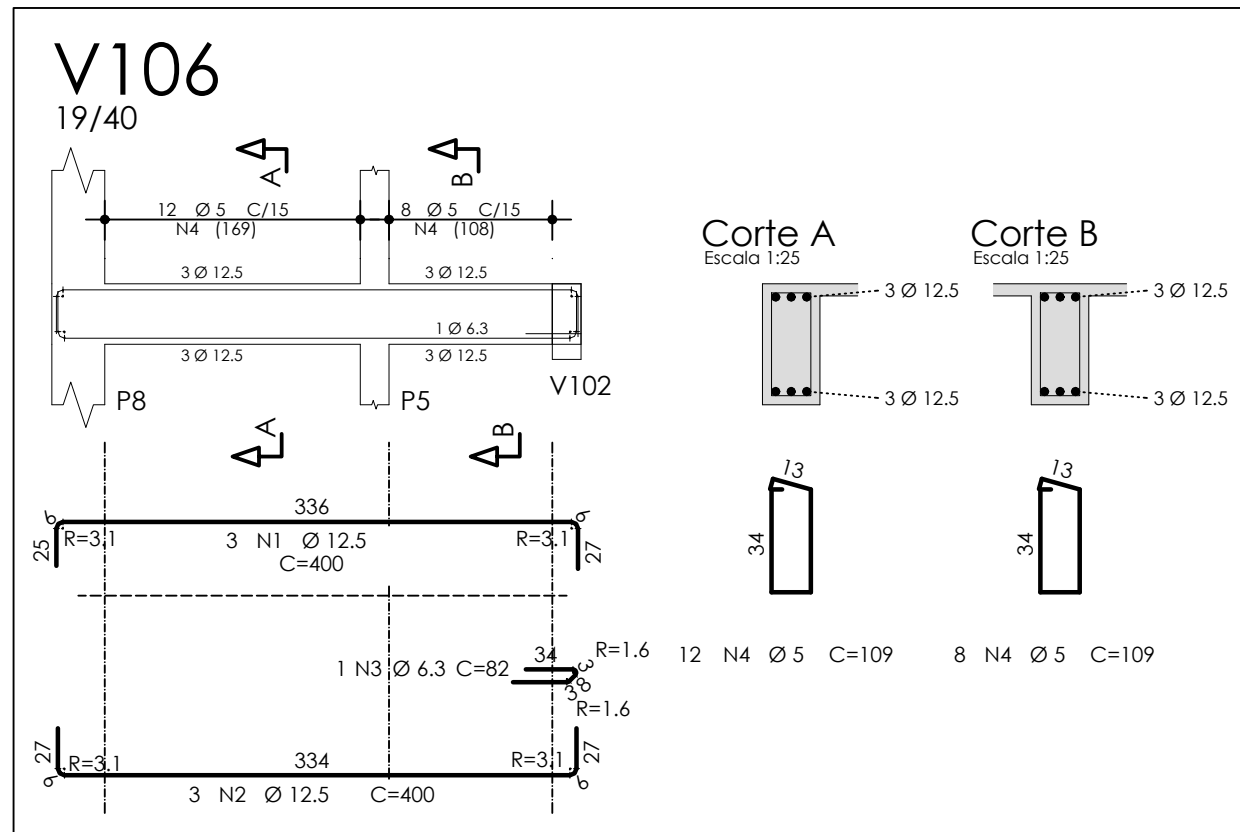 V106
19/40
A
B
12 Ø 5 C/15
N4 (169)
8 Ø 5 C/15
N4 (108)
3 Ø 12.5
3 Ø 12.5
1 Ø 6.3
3 Ø 12.5
3 Ø 12.5
P8
P5
V102
A
B
Corte A
Escala 1:25
3 Ø 12.5
3 Ø 12.5
Corte B
Escala 1:25
3 Ø 12.5
3 Ø 12.5
336
9
9
25
R=3.1
3 N1 Ø 12.5
R=3.1
27
C=400
34
3
R=1.6
1 N3 Ø 6.3 C=82
38
R=1.6
27
R=3.1
334
R=3.1
27
9
9
3 N2 Ø 12.5 C=400
13
34
12 N4 Ø 5 C=109
13
34
8 N4 Ø 5 C=109